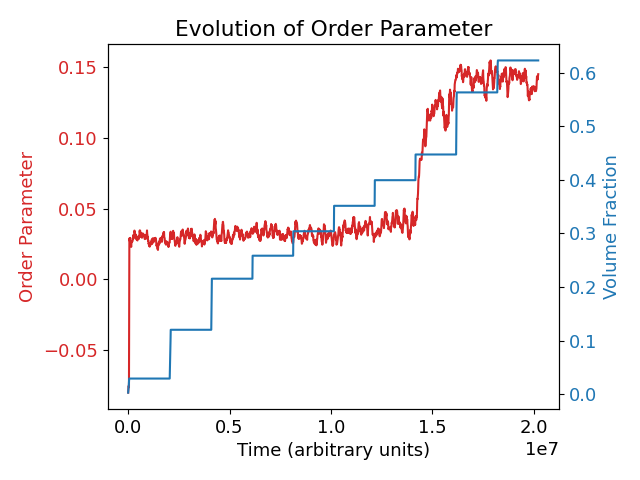 Evolution of Order Parameter
Order Parameter
0.15
0.10
0.05
0.00
−0.05
0.6
0.5
0.4
0.3
0.2
0.1
0.0
Volume Fraction
0.0 0.5 1.0 1.5 2.0
1e7
Time (arbitrary units)